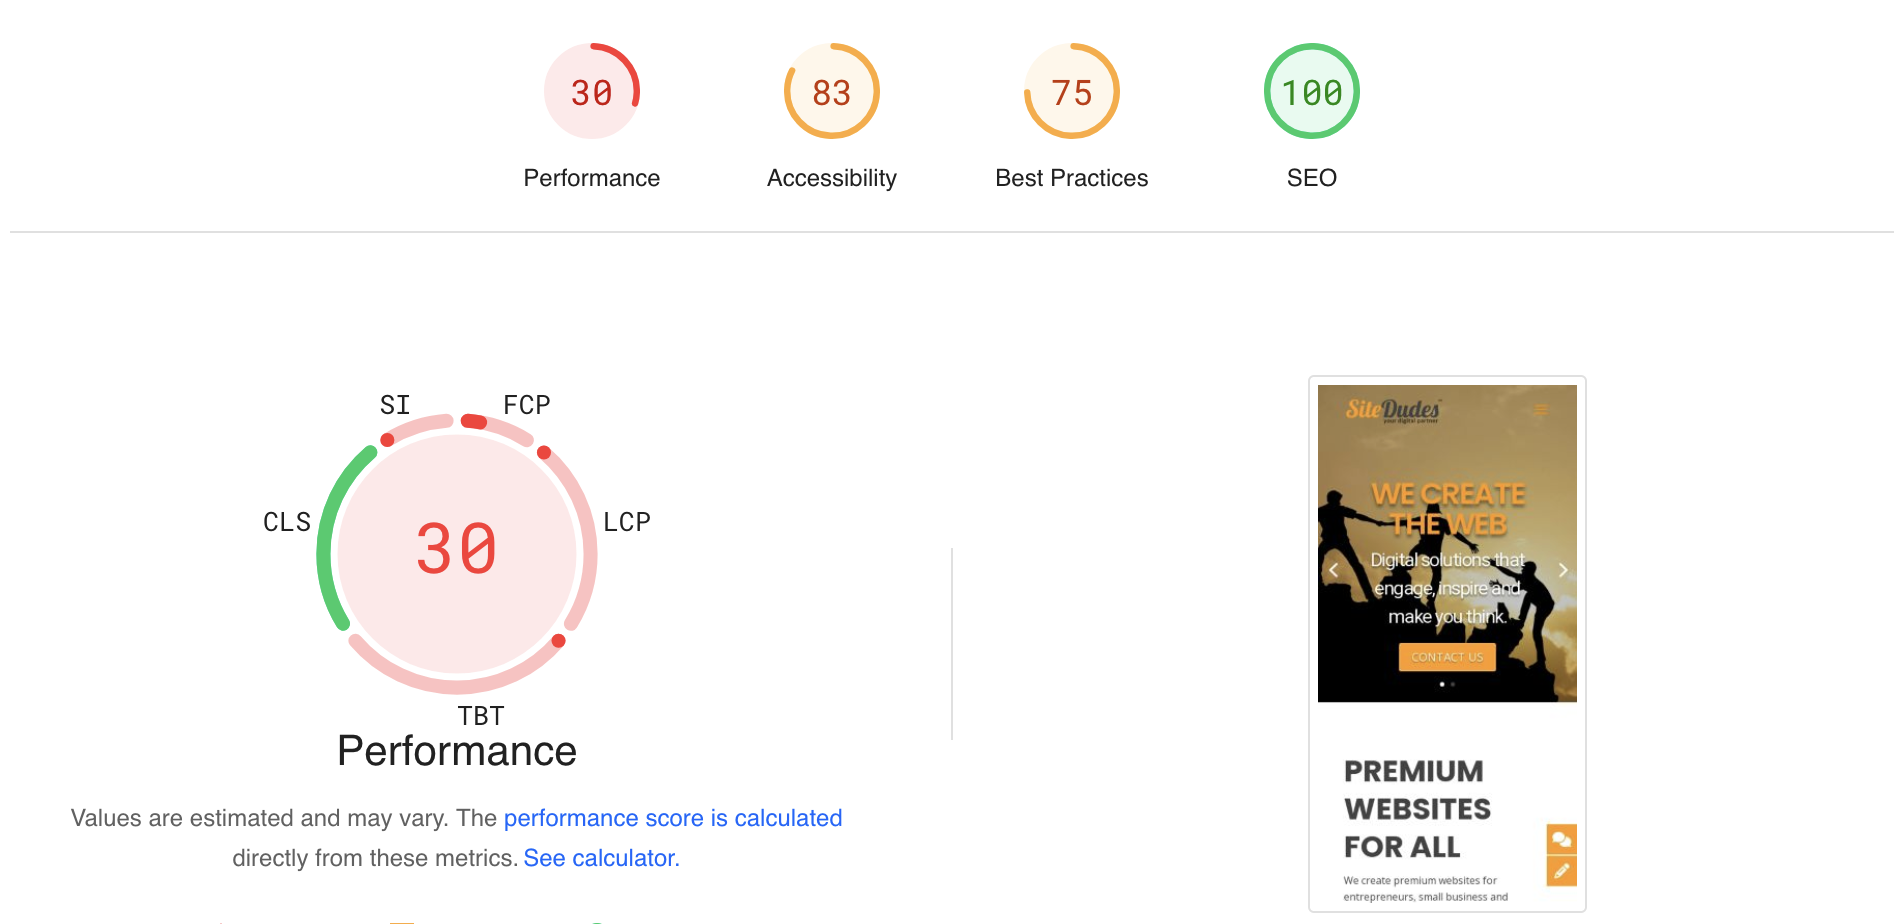 30
83
75
100
Performance
Accessibility
Best Practices
SEO
SI
FCP
CLS
30
LCP
TBT
Performance
Values are estimated and may vary. The performance score is calculated
directly from these metrics. See calculator.
SiteDudes
your digital partner
WE CREATE
THE WEB
Digital solutions that
engage, inspire and
make you think.
CONTACT US
PREMIUM
WEBSITES
FOR ALL
We create premium websites for
entrepreneurs, small business and